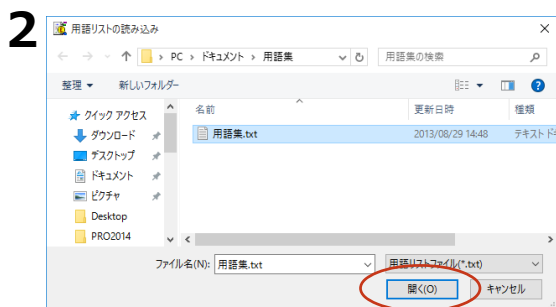 2
用語リストの読み込み
PC › ドキュメント › 用語集
用語集の検索
整理 新しいフォルダー
名前 更新日時 種類
クイック アクセス
ダウンロード
デスクトップ
ドキュメント
ピクチャ
Desktop
PRO2014
用語集.txt 2013/08/29 14:48 テキスト ド
ファイル名(N): 用語集.txt 用語リストファイル(*.txt)
開く(O) キャンセル